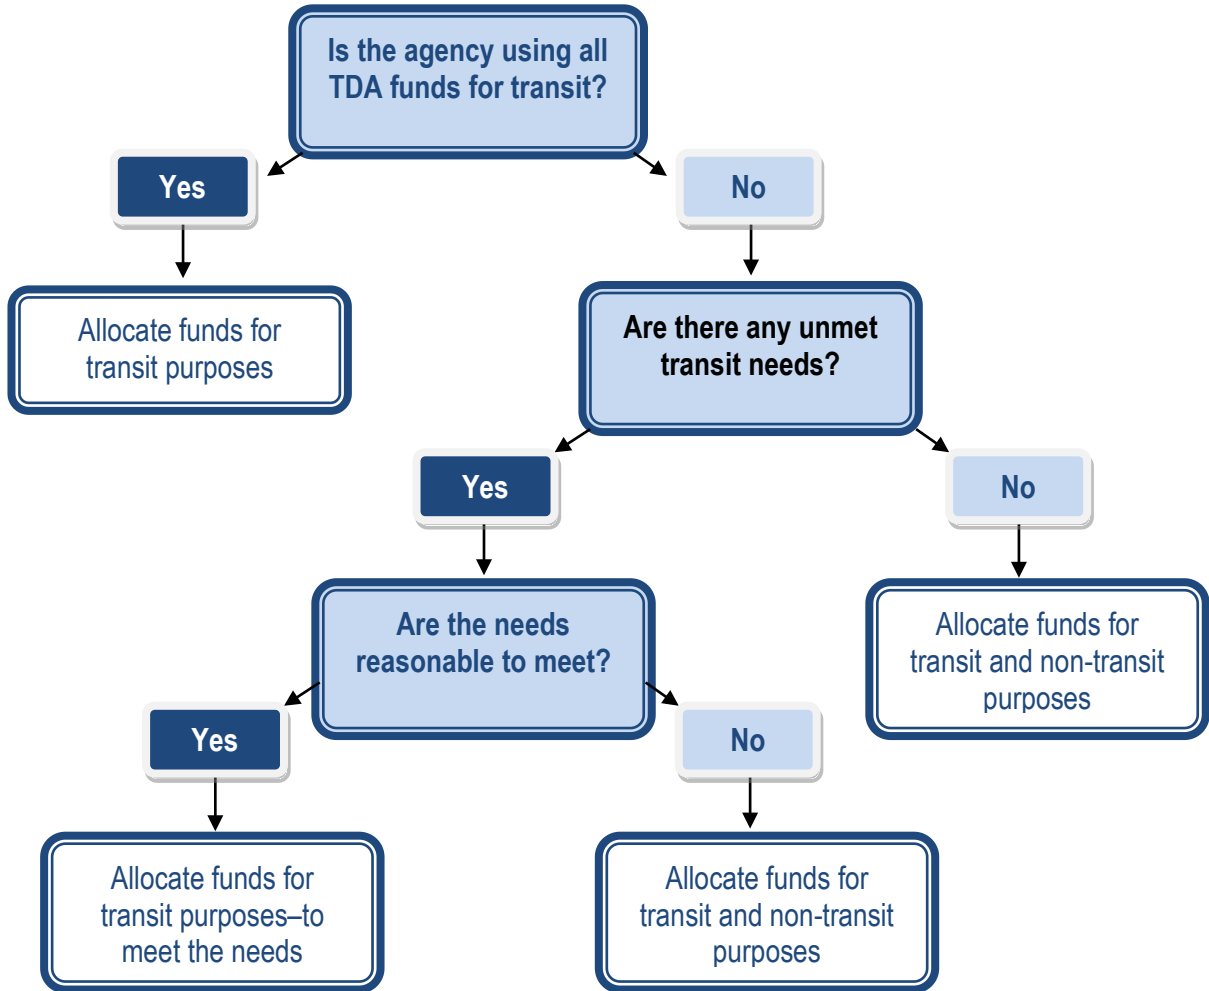 Is the agency using all
TDA funds for transit?
Yes
No
Allocate funds for
transit purposes
Are there any unmet
transit needs?
Yes
No
Are the needs
reasonable to meet?
Allocate funds for
transit and non-transit
purposes
Yes
No
Allocate funds for
transit purposes–to
meet the needs
Allocate funds for
transit and non-transit
purposes